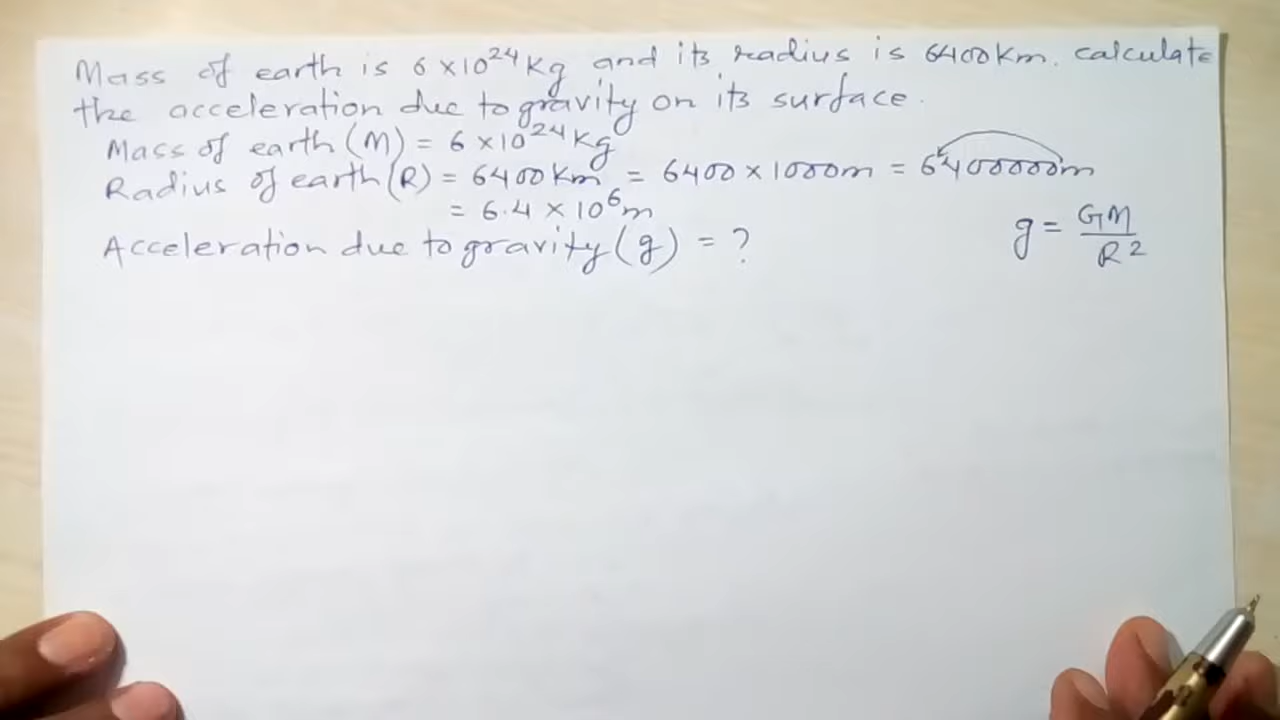 Mass of earth is 6 × 10²⁴ Kg and its radius is 6400 Km. calculate
the acceleration due to gravity on its surface.
Mass of earth (M) = 6 × 10²⁴ Kg
Radius of earth (R) = 6400 Km = 6400 × 1000m = 6400000m
= 6.4 × 10⁶ m
Acceleration due to gravity (g) = ?
g = GM / R²